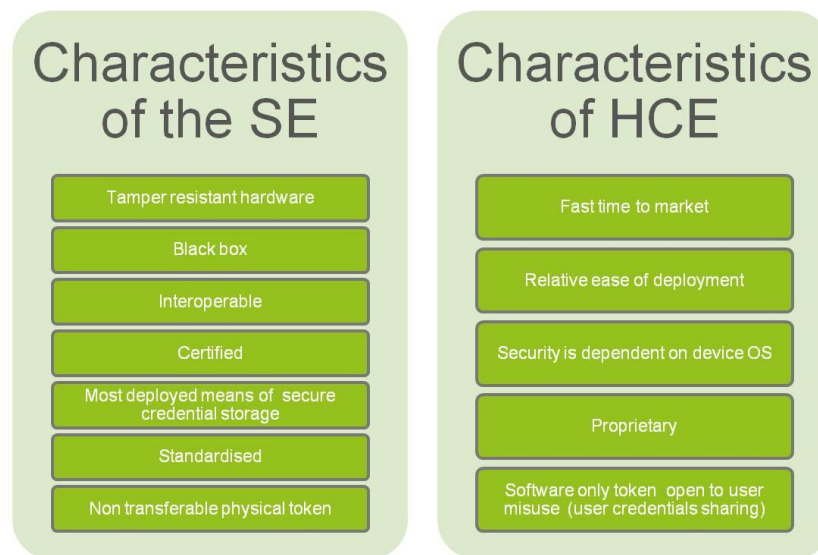 Characteristics
of the SE
Tamper resistant hardware
Black box
Interoperable
Certified
Most deployed means of secure
credential storage
Standardised
Non transferable physical token
Characteristics
of HCE
Fast time to market
Relative ease of deployment
Security is dependent on device OS
Proprietary
Software only token open to user
misuse (user credentials sharing)